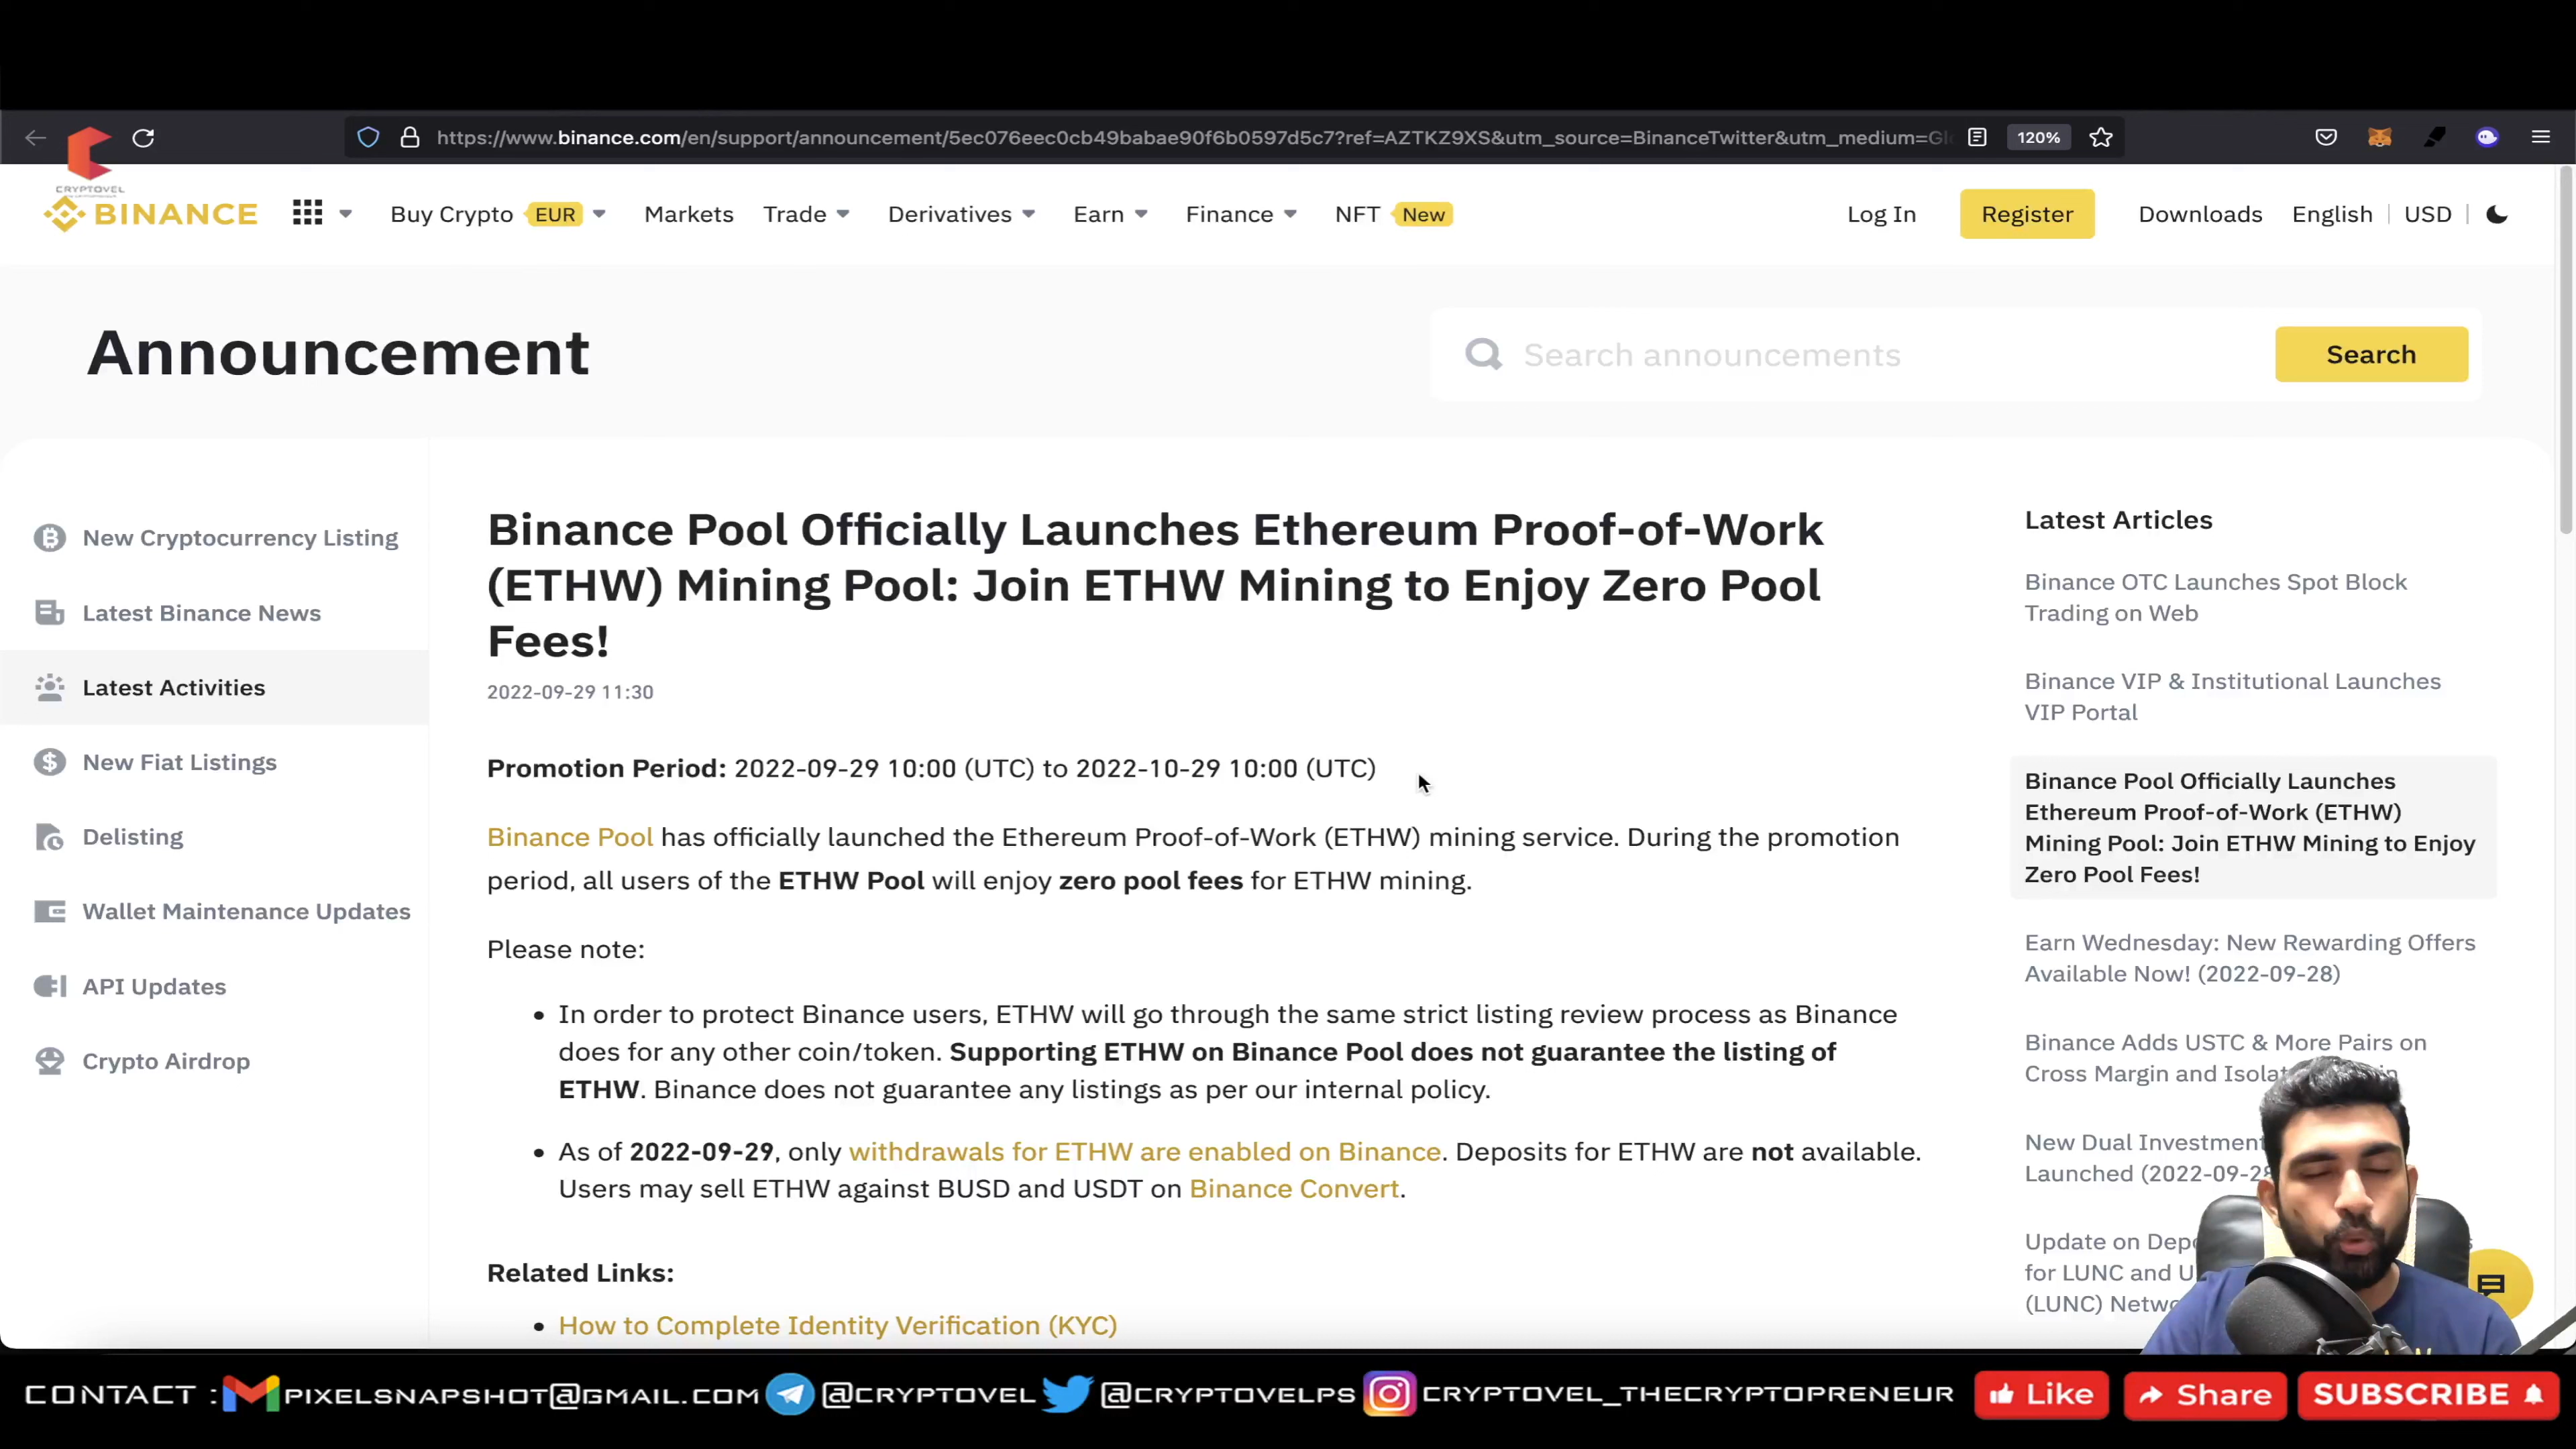 https://www.binance.com/en/support/announcement/5ec076eec0cb49babae90f6b0597d5c7?ref=AZTKZ9XS&utm_source=BinanceTwitter&utm_medium=Gl
120%
CRYPTOVEL
BINANCE
Buy Crypto EUR
Markets
Trade
Derivatives
Earn
Finance
NFT New
Log In
Register
Downloads
English
USD
Announcement
Search announcements
Search
New Cryptocurrency Listing
Latest Binance News
Latest Activities
New Fiat Listings
Delisting
Wallet Maintenance Updates
API Updates
Crypto Airdrop
Binance Pool Officially Launches Ethereum Proof-of-Work
(ETHW) Mining Pool: Join ETHW Mining to Enjoy Zero Pool
Fees!
2022-09-29 11:30
Promotion Period: 2022-09-29 10:00 (UTC) to 2022-10-29 10:00 (UTC)
Binance Pool has officially launched the Ethereum Proof-of-Work (ETHW) mining service. During the promotion
period, all users of the ETHW Pool will enjoy zero pool fees for ETHW mining.
Please note:
• In order to protect Binance users, ETHW will go through the same strict listing review process as Binance
does for any other coin/token. Supporting ETHW on Binance Pool does not guarantee the listing of
ETHW. Binance does not guarantee any listings as per our internal policy.
• As of 2022-09-29, only withdrawals for ETHW are enabled on Binance. Deposits for ETHW are not available.
Users may sell ETHW against BUSD and USDT on Binance Convert.
Related Links:
• How to Complete Identity Verification (KYC)
Latest Articles
Binance OTC Launches Spot Block
Trading on Web
Binance VIP & Institutional Launches
VIP Portal
Binance Pool Officially Launches
Ethereum Proof-of-Work (ETHW)
Mining Pool: Join ETHW Mining to Enjoy
Zero Pool Fees!
Earn Wednesday: New Rewarding Offers
Available Now! (2022-09-28)
Binance Adds USTC & More Pairs on
Cross Margin and
New Dual Investment
Launched
Update on
for LUNC and
(LUNC)
CONTACT : PIXELSNAPSHOT@GMAIL.COM @CRYPTOVEL @CRYPTOVELPS CRYPTOVEL_THECRYPTOPRENEUR Like Share SUBSCRIBE